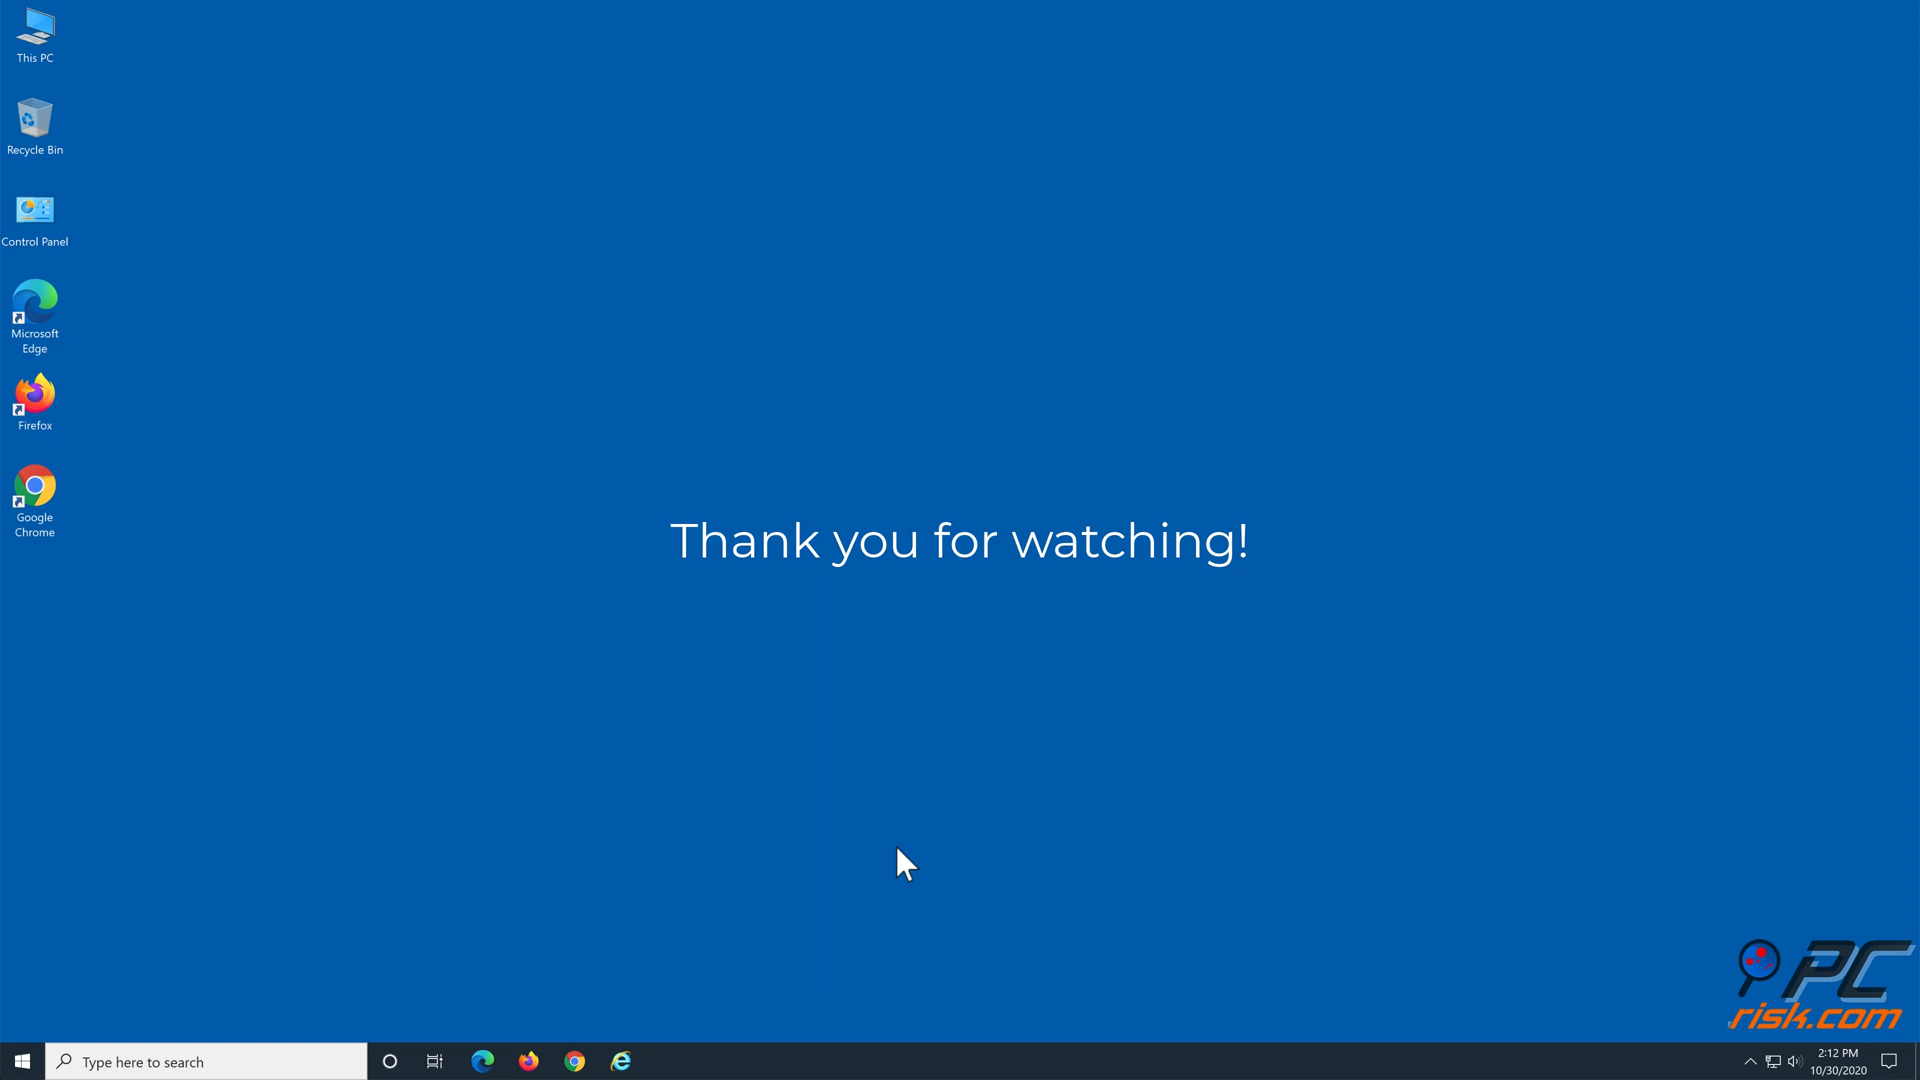 This PC
Recycle Bin
Control Panel
Microsoft
Edge
Firefox
Google
Chrome
Thank you for watching!
PC
risk.com
Type here to search
2:12 PM
10/30/2020